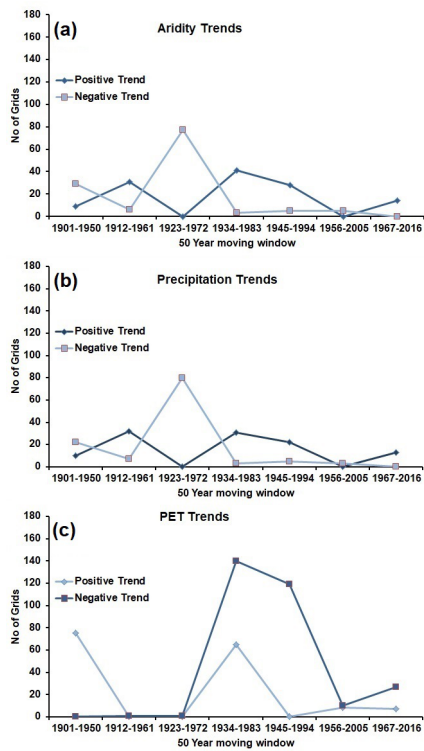 (a) Aridity Trends
180
160
140
120
100
80
60
40
20
0
No of Grids
Positive Trend
Negative Trend
1901-1950 1912-1961 1923-1972 1934-1983 1945-1994 1956-2005 1967-2016
50 Year moving window
(b) Precipitation Trends
180
160
140
120
100
80
60
40
20
0
No of Grids
Positive Trend
Negative Trend
1901-1950 1912-1961 1923-1972 1934-1983 1945-1994 1956-2005 1967-2016
50 Year moving window
(c) PET Trends
180
160
140
120
100
80
60
40
20
0
No of Grids
Positive Trend
Negative Trend
1901-1950 1912-1961 1923-1972 1934-1983 1945-1994 1956-2005 1967-2016
50 Year moving window